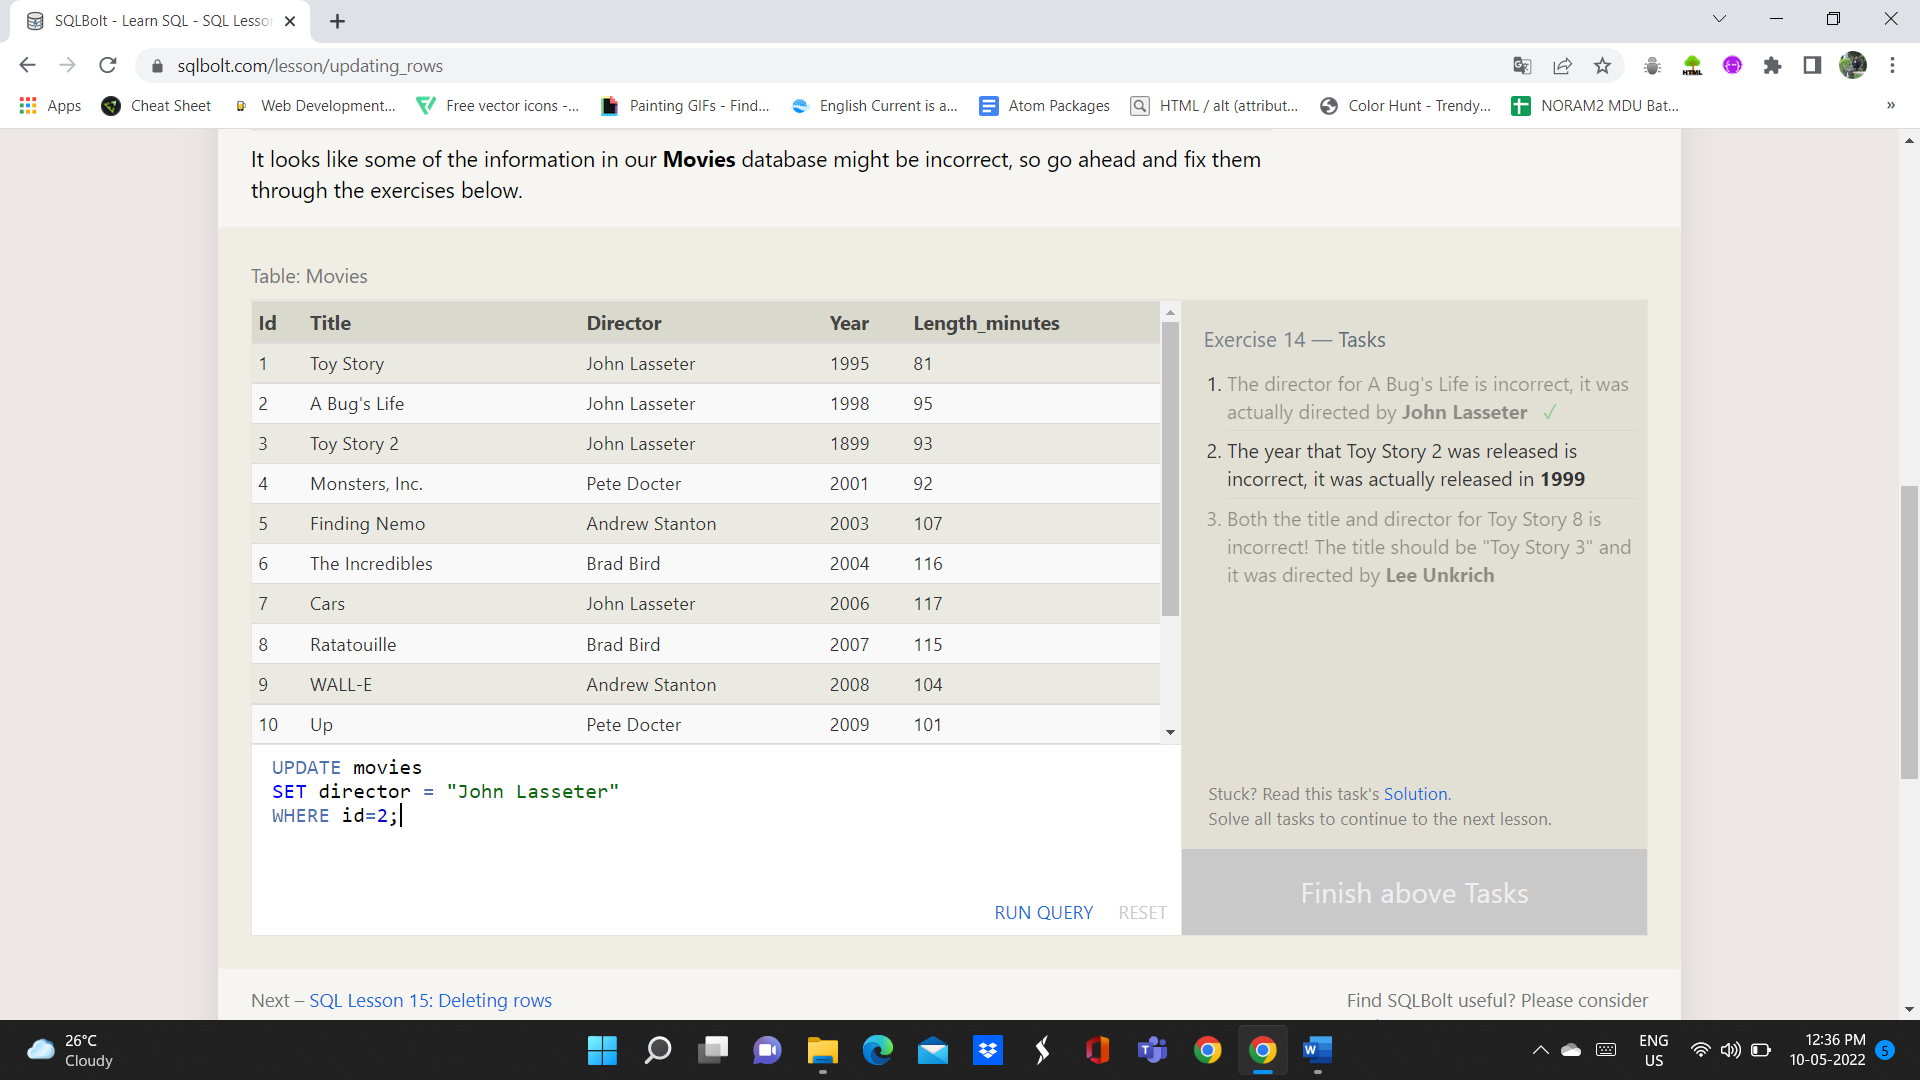 SQLBolt - Learn SQL - SQL Lesso
sqlbolt.com/lesson/updating_rows
Apps
Cheat Sheet
Web Development...
Free vector icons -...
Painting GIFs - Find...
English Current is a...
Atom Packages
HTML / alt (attribut...
Color Hunt - Trendy...
NORAM2 MDU Bat...
»
It looks like some of the information in our Movies database might be incorrect, so go ahead and fix them
through the exercises below.
Table: Movies
Id Title Director Year Length_minutes
1 Toy Story John Lasseter 1995 81
2 A Bug's Life John Lasseter 1998 95
3 Toy Story 2 John Lasseter 1899 93
4 Monsters, Inc. Pete Docter 2001 92
5 Finding Nemo Andrew Stanton 2003 107
6 The Incredibles Brad Bird 2004 116
7 Cars John Lasseter 2006 117
8 Ratatouille Brad Bird 2007 115
9 WALL-E Andrew Stanton 2008 104
10 Up Pete Docter 2009 101
UPDATE movies
SET director = "John Lasseter"
WHERE id=2;
RUN QUERY RESET
Exercise 14 — Tasks
1. The director for A Bug's Life is incorrect, it was
actually directed by John Lasseter ✓
2. The year that Toy Story 2 was released is
incorrect, it was actually released in 1999
3. Both the title and director for Toy Story 8 is
incorrect! The title should be "Toy Story 3" and
it was directed by Lee Unkrich
Stuck? Read this task's Solution.
Solve all tasks to continue to the next lesson.
Finish above Tasks
Next – SQL Lesson 15: Deleting rows
Find SQLBolt useful? Please consider
26°C
Cloudy
ENG
US
12:36 PM
10-05-2022
5